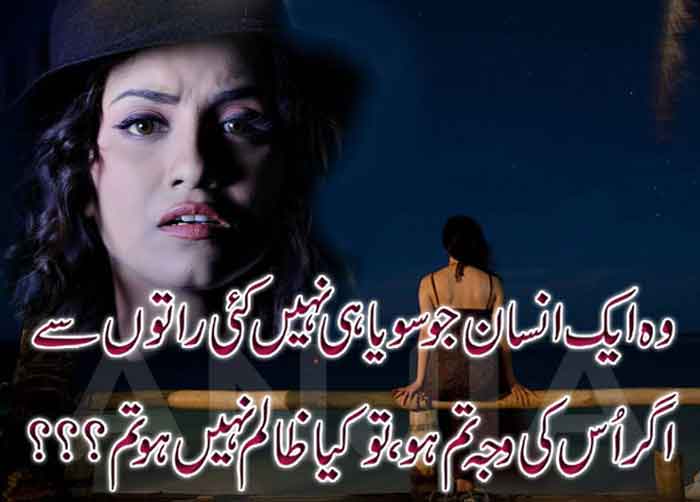 وہ ایک انسان جو سویا ہی نہیں کئی راتوں سے
اگر اُس کی وجہ تم ہو، تو کیا ظالم نہیں ہو تم ؟؟؟